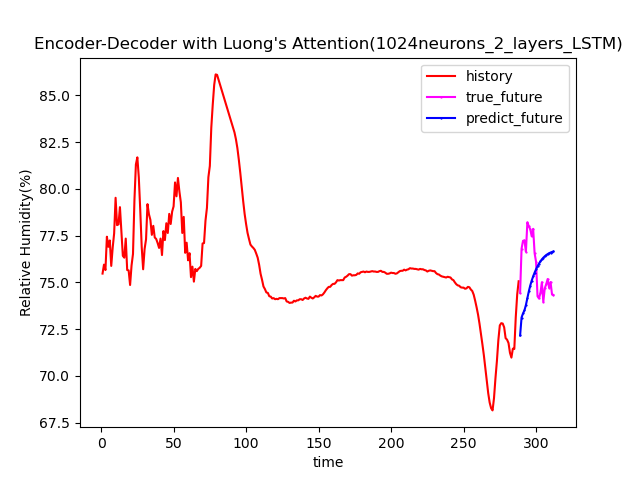 Encoder-Decoder with Luong's Attention(1024neurons_2_layers_LSTM)
history
true_future
predict_future
Relative Humidity(%)
85.0
82.5
80.0
77.5
75.0
72.5
70.0
67.5
0 50 100 150 200 250 300
time